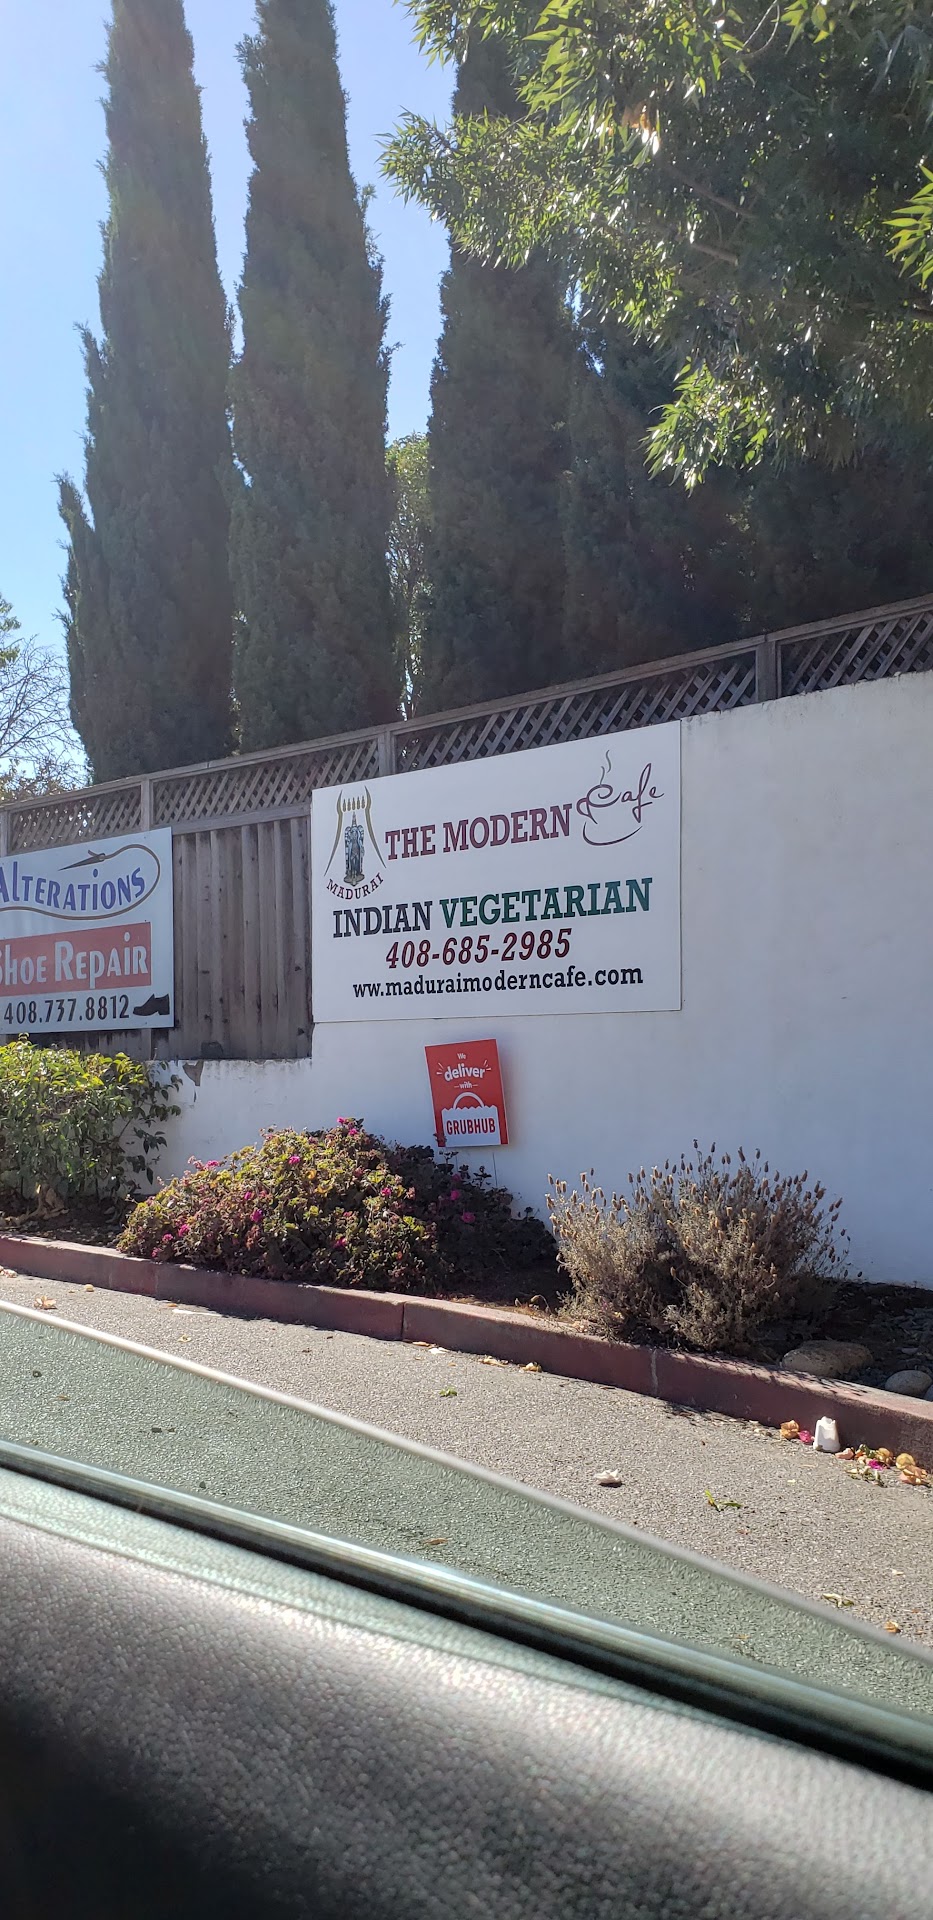 ALTERATIONS
SHOE REPAIR
408.737.8812
MADURAI
THE MODERN Cafe
INDIAN VEGETARIAN
408-685-2985
ww.maduraimoderncafe.com
We
deliver
with
GRUBHUB